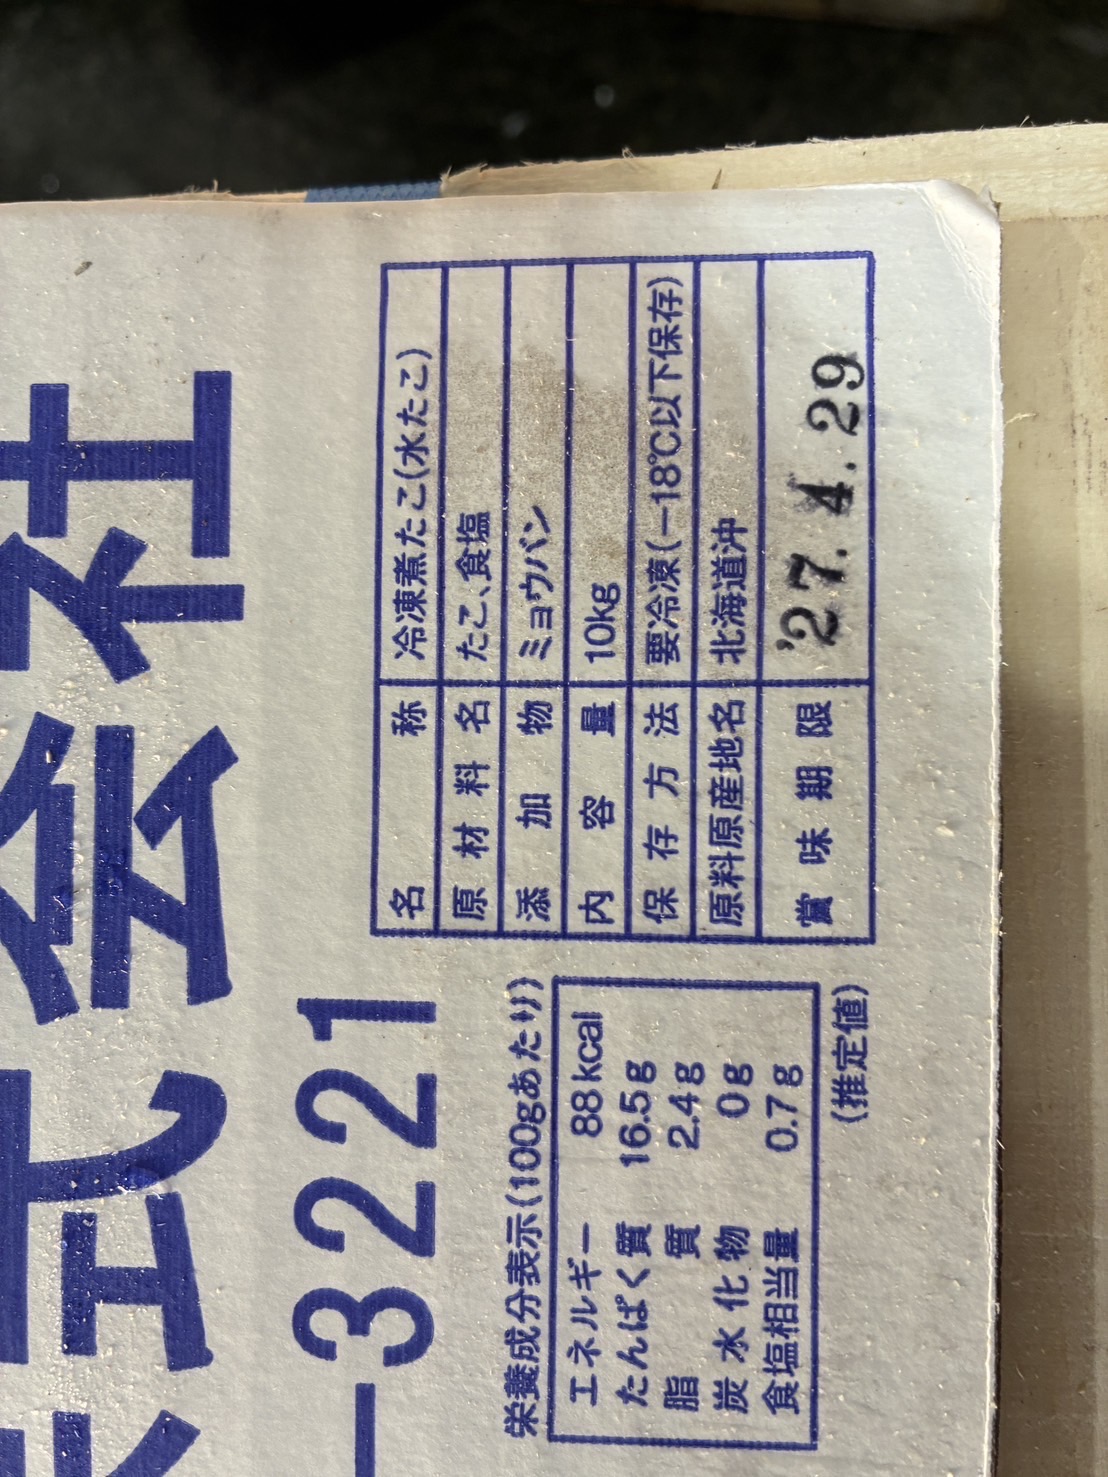 式会社
-3221
名称 冷凍煮たこ(水たこ)
原材料名 たこ、食塩
添加物 ミョウバン
内容量 10kg
保存方法 要冷凍(-18℃以下保存)
原料原産地名 北海道沖
賞味期限 '27.4.29
栄養成分表示(100gあたり)
エネルギー 88kcal
たんぱく質 16.5g
脂質 2.4g
炭水化物 0g
食塩相当量 0.7g
(推定値)